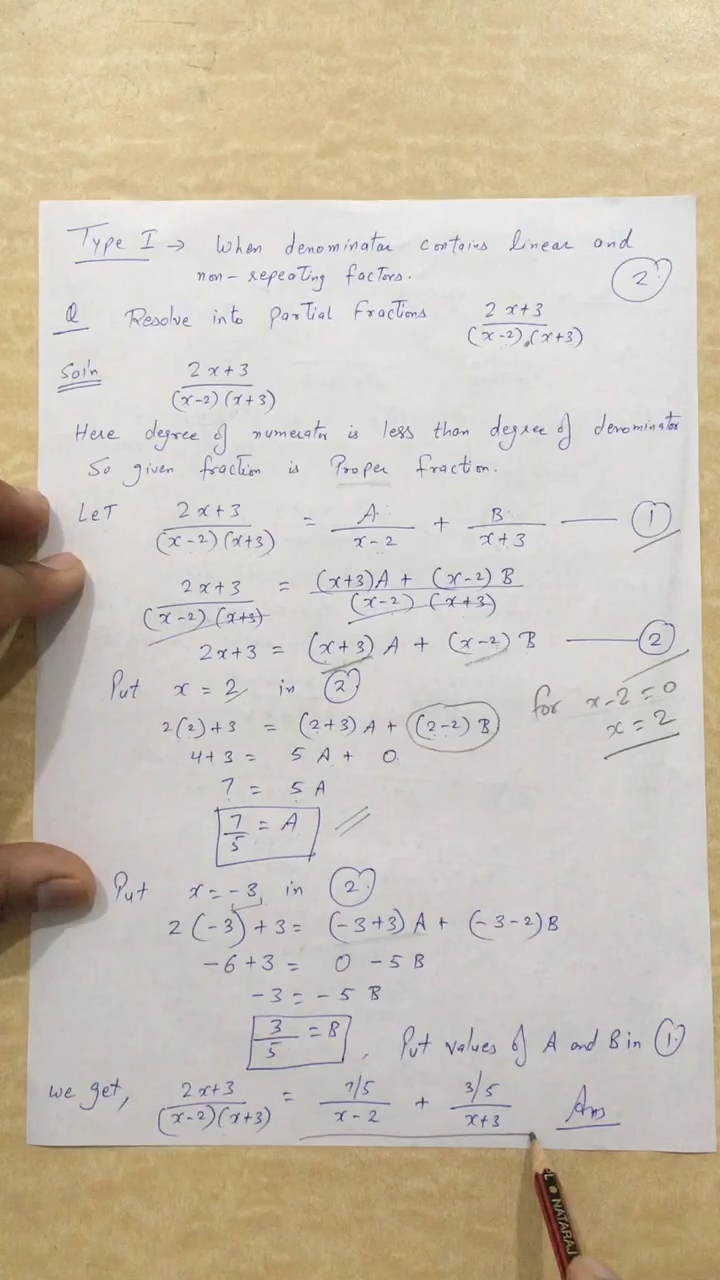 Type I → When denominator contains linear and
non-repeating factors.
2
Q Resolve into Partial Fractions (2x+3)/((x-2).(x+3))
Soln (2x+3)/((x-2)(x+3))
Here degree of numerator is less than degree of denominator
So given fraction is Proper fraction.
LeT (2x+3)/((x-2)(x+3)) = A/(x-2) + B/(x+3) — ①
(2x+3)/((x-2)(x+3)) = ((x+3)A + (x-2)B)/((x-2)(x+3))
2x+3 = (x+3)A + (x-2)B — ②
Put x = 2 in ②
for x-2=0
x=2
2(2)+3 = (2+3)A + (2-2)B
4+3 = 5A + 0
7 = 5A
7/5 = A
Put x=-3, in ②
2(-3)+3 = (-3+3)A + (-3-2)B
-6+3 = 0 -5B
-3 = -5B
3/5 = B, Put values of A and B in ①
we get, (2x+3)/((x-2)(x+3)) = (7/5)/(x-2) + (3/5)/(x+3) Ans
NATARAJ